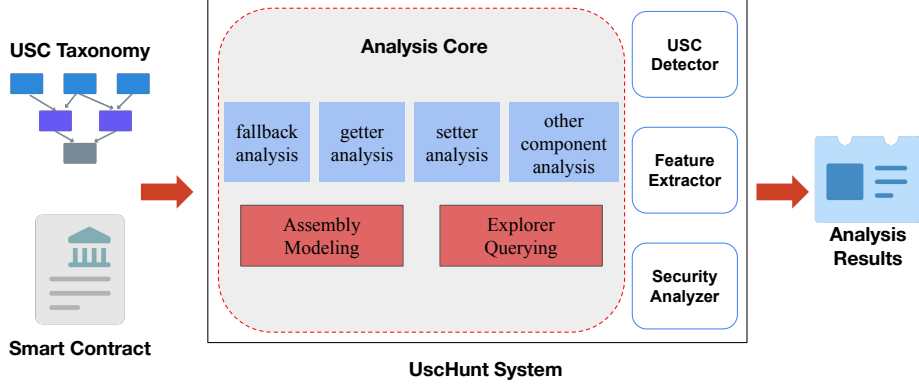 USC Taxonomy
Smart Contract
Analysis Core
fallback
analysis
getter
analysis
setter
analysis
other
component
analysis
Assembly
Modeling
Explorer
Querying
USC
Detector
Feature
Extractor
Security
Analyzer
UscHunt System
Analysis
Results